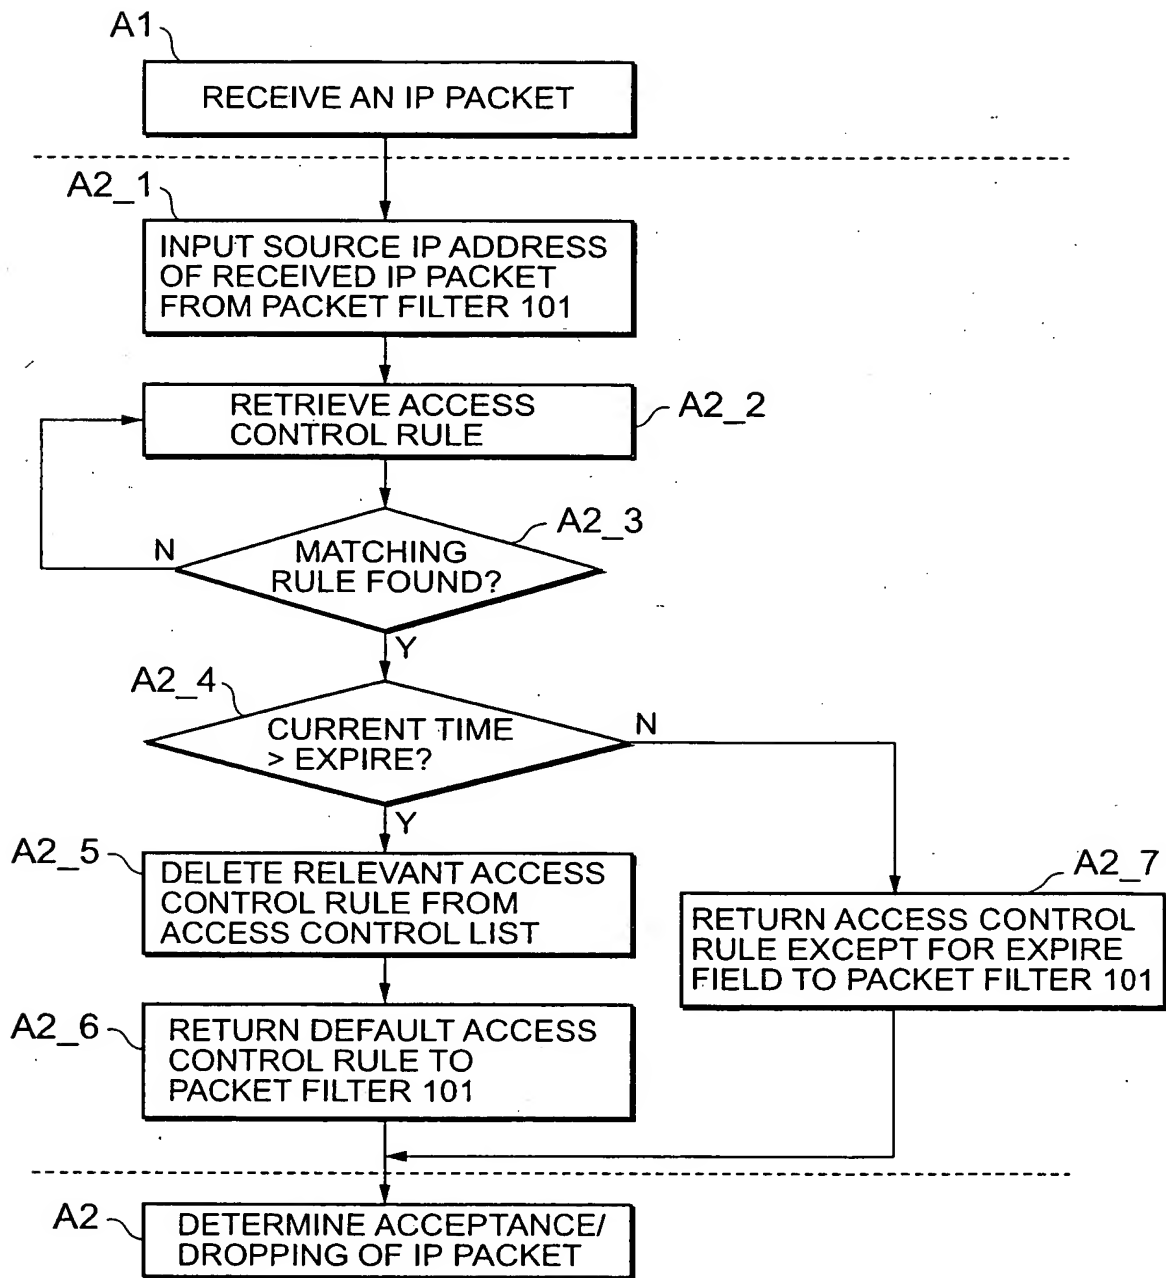 A1
RECEIVE AN IP PACKET
A2_1
INPUT SOURCE IP ADDRESS
OF RECEIVED IP PACKET
FROM PACKET FILTER 101
RETRIEVE ACCESS
CONTROL RULE
A2_2
A2_3
N
MATCHING
RULE FOUND?
Y
A2_4
CURRENT TIME
> EXPIRE?
N
Y
A2_5
DELETE RELEVANT ACCESS
CONTROL RULE FROM
ACCESS CONTROL LIST
A2_7
RETURN ACCESS CONTROL
RULE EXCEPT FOR EXPIRE
FIELD TO PACKET FILTER 101
A2_6
RETURN DEFAULT ACCESS
CONTROL RULE TO
PACKET FILTER 101
A2
DETERMINE ACCEPTANCE/
DROPPING OF IP PACKET